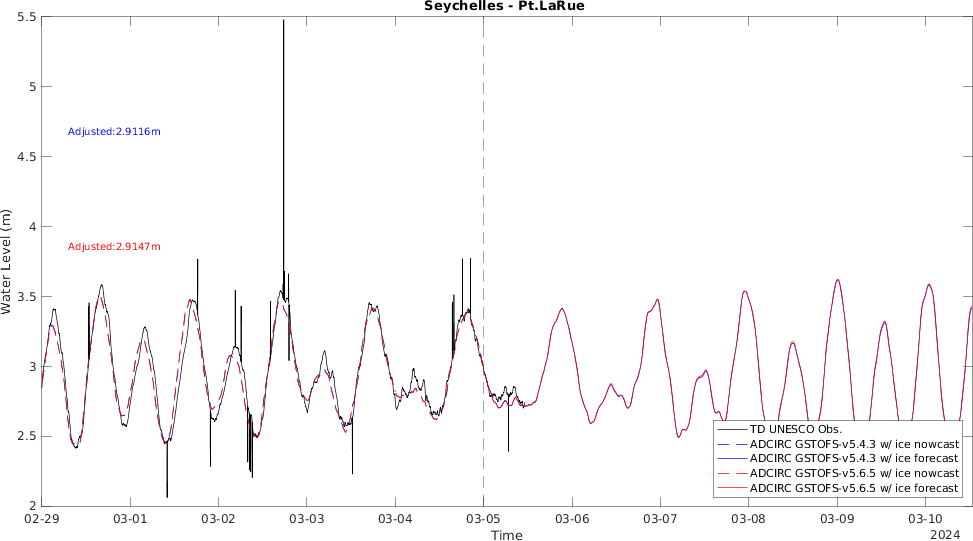 Seychelles - Pt.LaRue
5.5
5
4.5
4
3.5
3
2.5
2
Water Level (m)
Adjusted:2.9116m
Adjusted:2.9147m
TD UNESCO Obs.
ADCIRC GSTOFS-v5.4.3 w/ ice nowcast
ADCIRC GSTOFS-v5.4.3 w/ ice forecast
ADCIRC GSTOFS-v5.6.5 w/ ice nowcast
ADCIRC GSTOFS-v5.6.5 w/ ice forecast
02-29 03-01 03-02 03-03 03-04 03-05 03-06 03-07 03-08 03-09 03-10
Time
2024